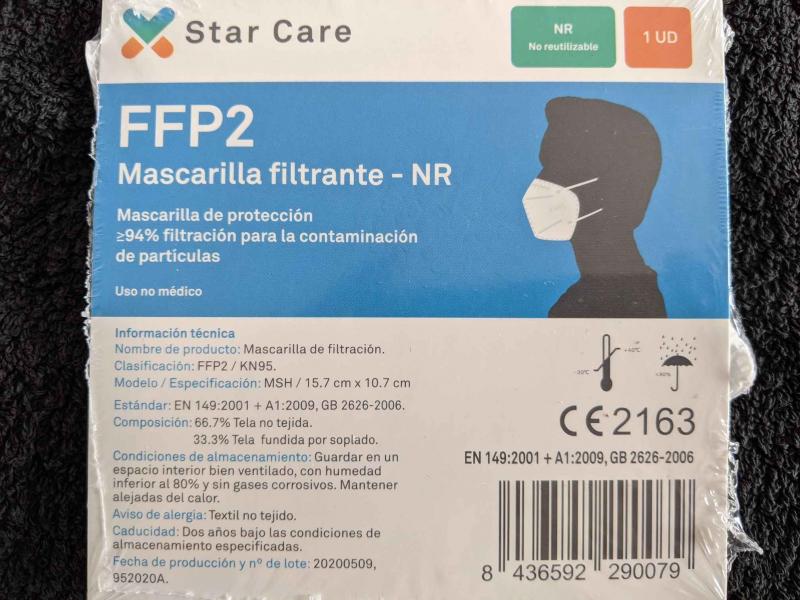 Star Care
NR
No reutilizable
1 UD
FFP2
Mascarilla filtrante - NR
Mascarilla de protección
≥94% filtración para la contaminación
de partículas
Uso no médico
Información técnica
Nombre de producto: Mascarilla de filtración.
Clasificación: FFP2 / KN95.
Modelo / Especificación: MSH / 15.7 cm x 10.7 cm
Estándar: EN 149:2001 + A1:2009, GB 2626-2006.
Composición: 66.7% Tela no tejida.
33.3% Tela fundida por soplado.
Condiciones de almacenamiento: Guardar en un
espacio interior bien ventilado, con humedad
inferior al 80% y sin gases corrosivos. Mantener
alejadas del calor.
Aviso de alergia: Textil no tejido.
Caducidad: Dos años bajo las condiciones de
almacenamiento especificadas.
Fecha de producción y nº de lote: 20200509,
952020A.
CE 2163
EN 149:2001 + A1:2009, GB 2626-2006
8 436592 290079